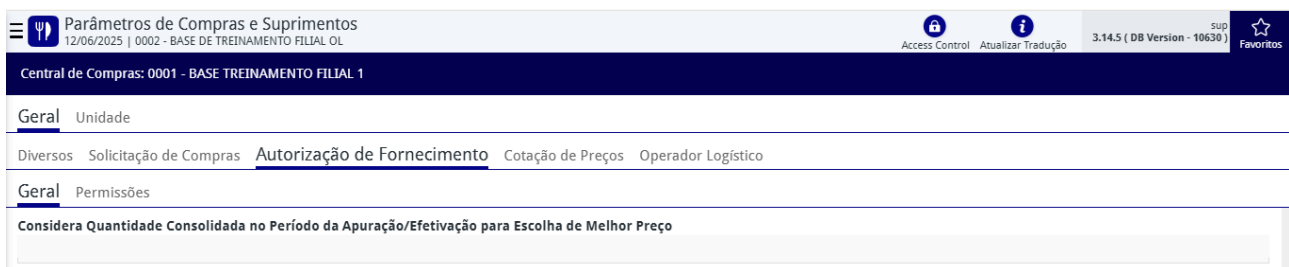 Parâmetros de Compras e Suprimentos
12/06/2025 | 0002 - BASE DE TREINAMENTO FILIAL OL
Access Control
Atualizar Tradução
sup
3.14.5 ( DB Version - 10630 )
Favoritos
Central de Compras: 0001 - BASE TREINAMENTO FILIAL 1
Geral Unidade
Diversos Solicitação de Compras Autorização de Fornecimento Cotação de Preços Operador Logístico
Geral Permissões
Considera Quantidade Consolidada no Período da Apuração/Efetivação para Escolha de Melhor Preço